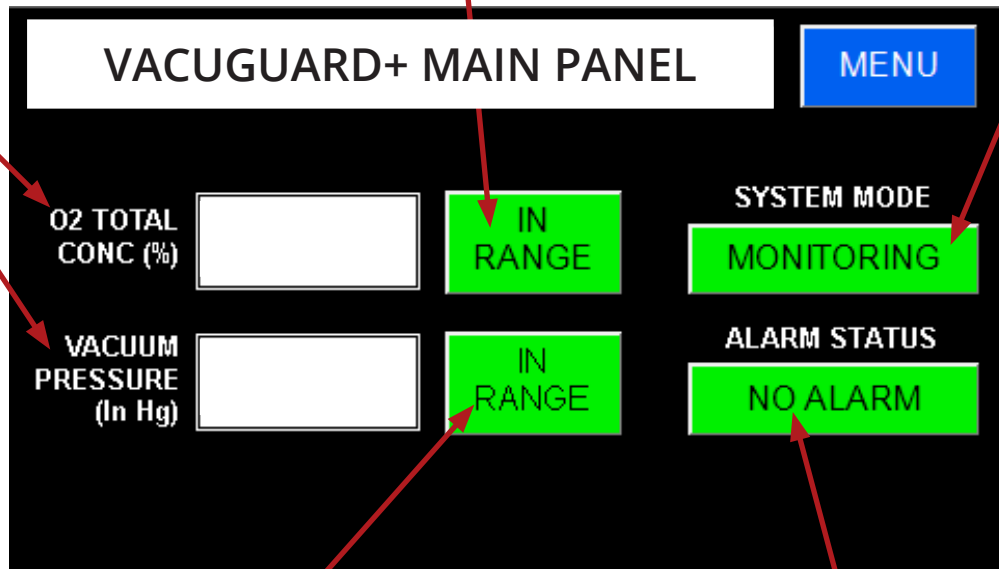 VACUGUARD+ MAIN PANEL
MENU
O2 TOTAL
CONC (%)
IN
RANGE
SYSTEM MODE
MONITORING
VACUUM
PRESSURE
(In Hg)
IN
RANGE
ALARM STATUS
NO ALARM